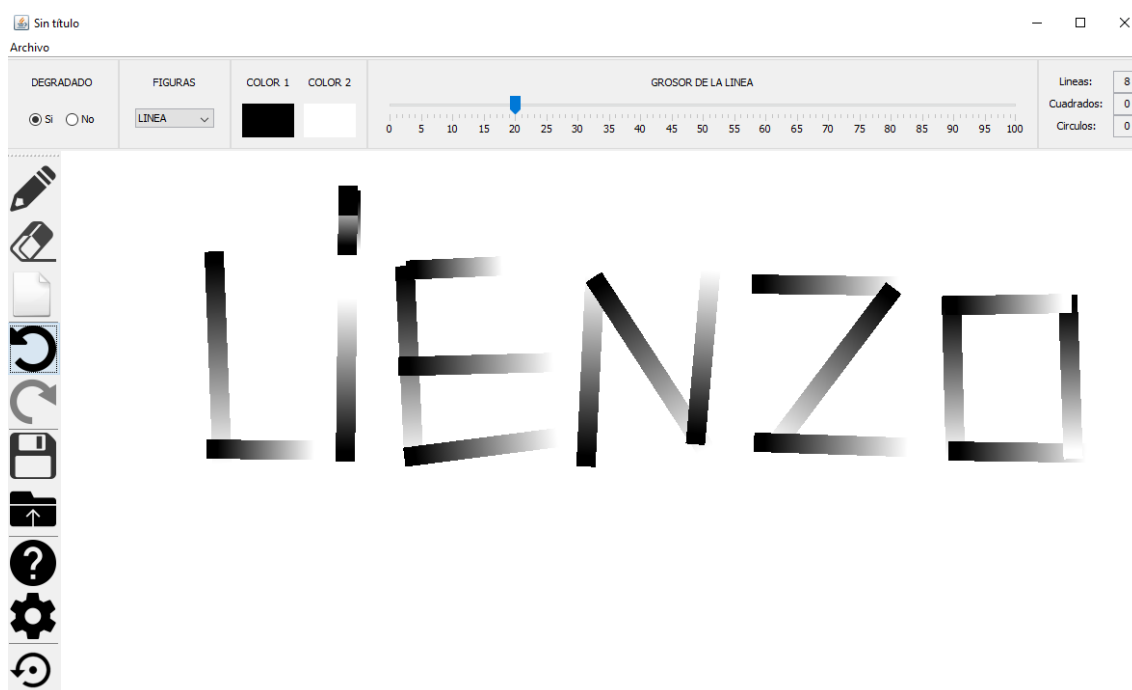 Sin título
Archivo
DEGRADADO FIGURAS COLOR 1 COLOR 2 GROSOR DE LA LINEA Lineas: 8
Si No LINEA Cuadrados: 0
0 5 10 15 20 25 30 35 40 45 50 55 60 65 70 75 80 85 90 95 100 Circulos: 0
LiENZO